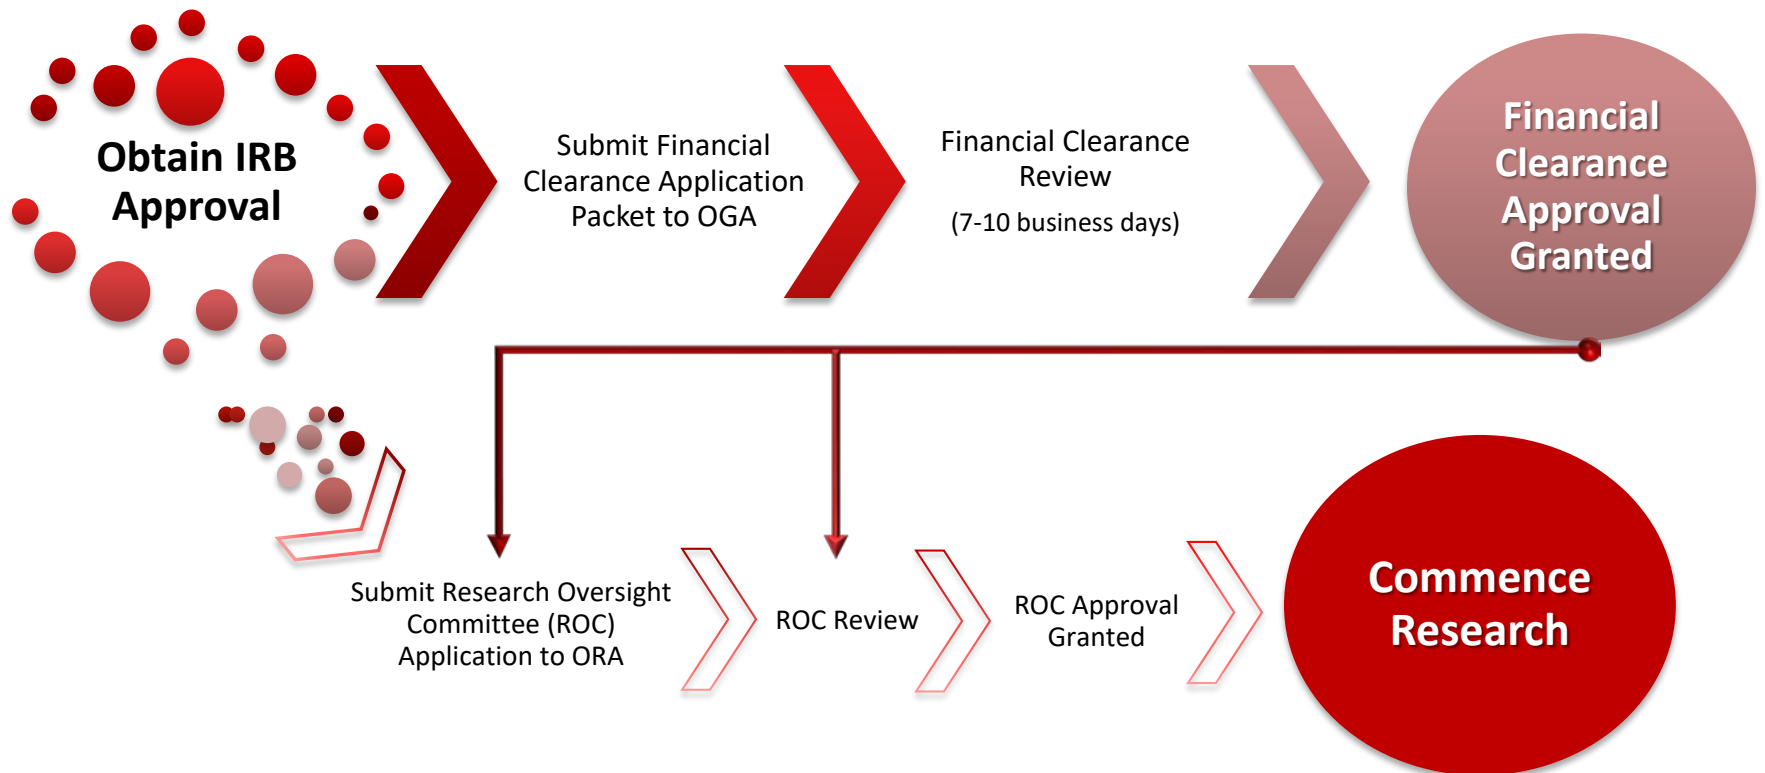 Obtain IRB
Approval
Submit Financial
Clearance Application
Packet to OGA
Financial Clearance
Review
(7-10 business days)
Financial
Clearance
Approval
Granted
Submit Research Oversight
Committee (ROC)
Application to ORA
ROC Review
ROC Approval
Granted
Commence
Research